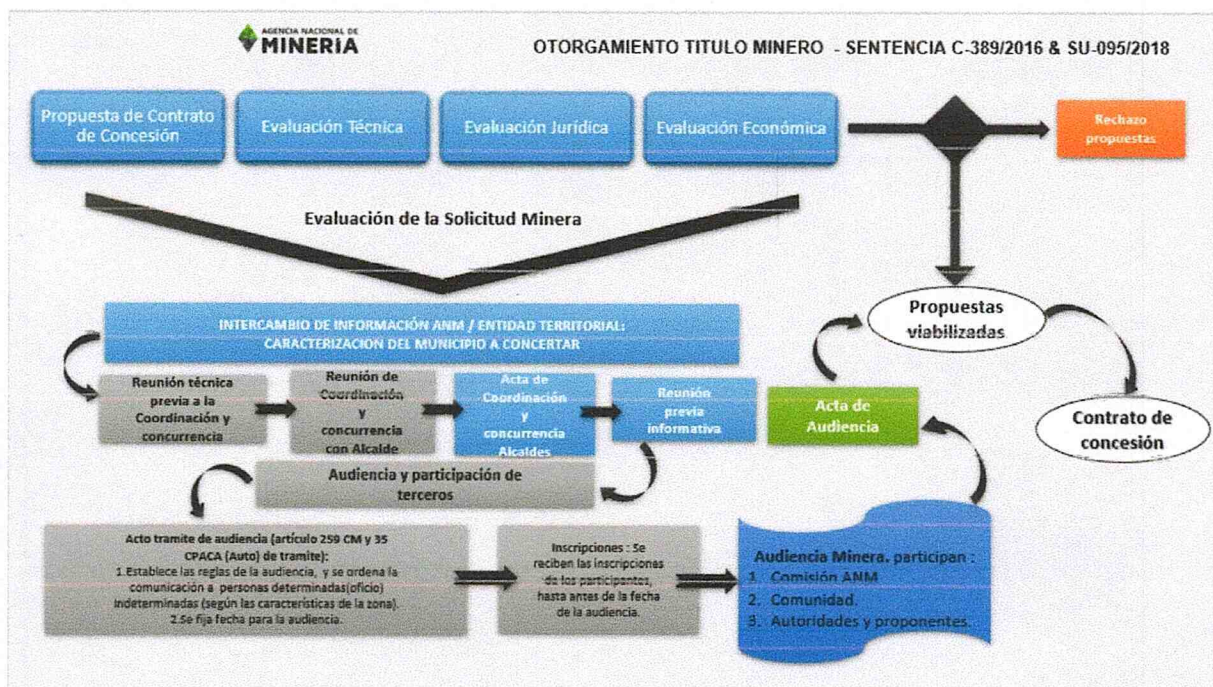 AGENCIA NACIONAL DE
MINERÍA
OTORGAMIENTO TITULO MINERO - SENTENCIA C-389/2016 & SU-095/2018
Propuesta de Contrato
de Concesión
Evaluación Técnica
Evaluación Jurídica
Evaluación Económica
Rechazo
propuestas
Evaluación de la Solicitud Minera
INTERCAMBIO DE INFORMACIÓN ANM / ENTIDAD TERRITORIAL:
CARACTERIZACION DEL MUNICIPIO A CONCERTAR
Propuestas
viabilizadas
Reunión técnica
previa a la
Coordinación y
concurrencia
Reunión de
Coordinación
y
concurrencia
con Alcalde
Acta de
Coordinación
y
concurrencia
Alcaldes
Reunión
previa
informativa
Acta de
Audiencia
Contrato de
concesión
Audiencia y participación de
terceros
Acto tramite de audiencia (artículo 259 CM y 35
CPACA (Auto) de tramite):
1.Establece las reglas de la audiencia, y se ordena la
comunicación a personas determinadas(oficio)
indeterminadas (según las características de la zona).
2.Se fija fecha para la audiencia.
Inscripciones : Se
reciben las inscripciones
de los participantes,
hasta antes de la fecha
de la audiencia.
Audiencia Minera. participan :
1. Comisión ANM
2. Comunidad.
3. Autoridades y proponentes.